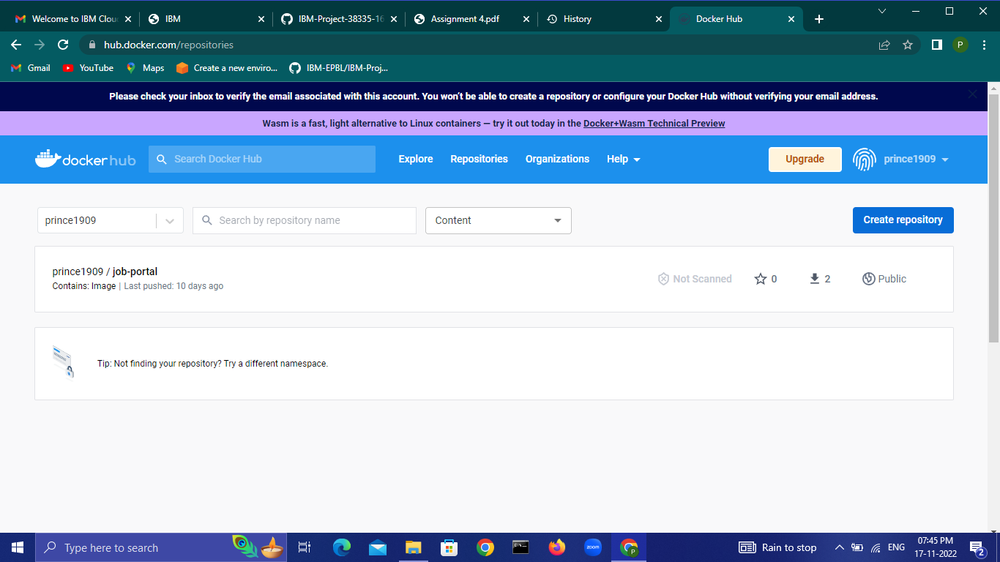 Welcome to IBM Clou
IBM
IBM-Project-38335-16
Assignment 4.pdf
History
Docker Hub
hub.docker.com/repositories
P
Gmail
YouTube
Maps
Create a new enviro...
IBM-EPBL/IBM-Proj...
Please check your inbox to verify the email associated with this account. You won't be able to create a repository or configure your Docker Hub without verifying your email address.
Wasm is a fast, light alternative to Linux containers — try it out today in the Docker+Wasm Technical Preview
docker hub
Search Docker Hub
Explore
Repositories
Organizations
Help
Upgrade
prince1909
prince1909
Search by repository name
Content
Create repository
prince1909 / job-portal
Contains: Image | Last pushed: 10 days ago
Not Scanned
0
2
Public
Tip: Not finding your repository? Try a different namespace.
Type here to search
zoom
P
Rain to stop
ENG
07:45 PM
17-11-2022
2